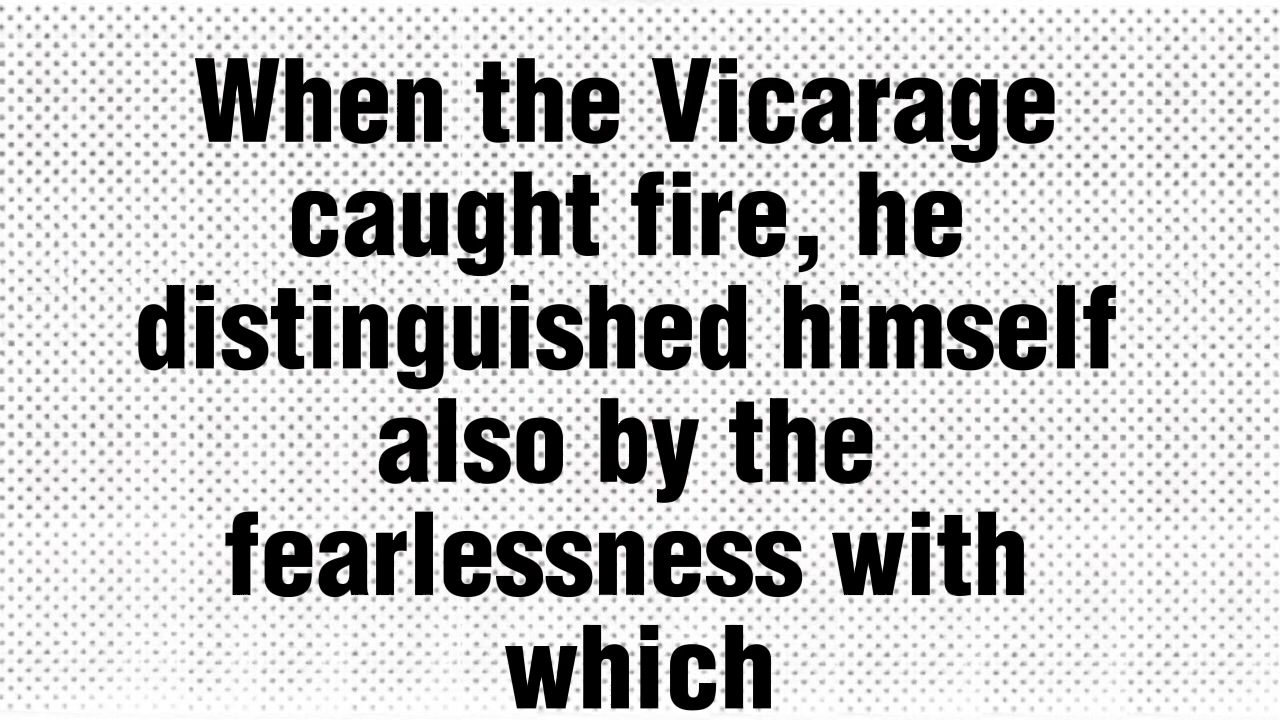 When the Vicarage
caught fire, he
distinguished himself
also by the
fearlessness with
which